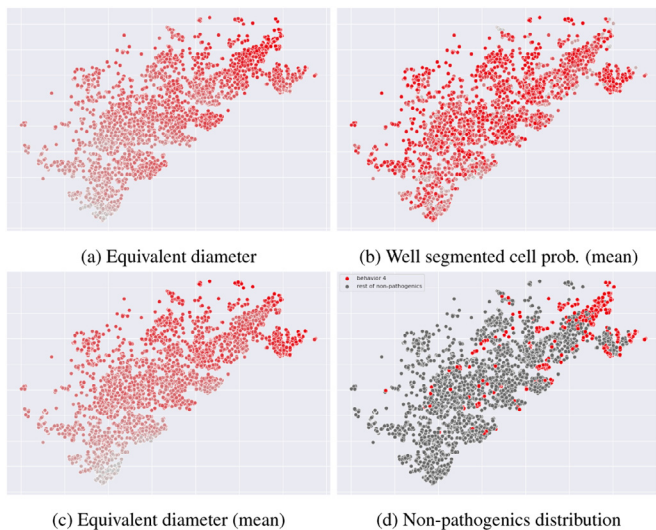 (a) Equivalent diameter
(b) Well segmented cell prob. (mean)
behavior 4
rest of non-pathogenics
(c) Equivalent diameter (mean)
(d) Non-pathogenics distribution